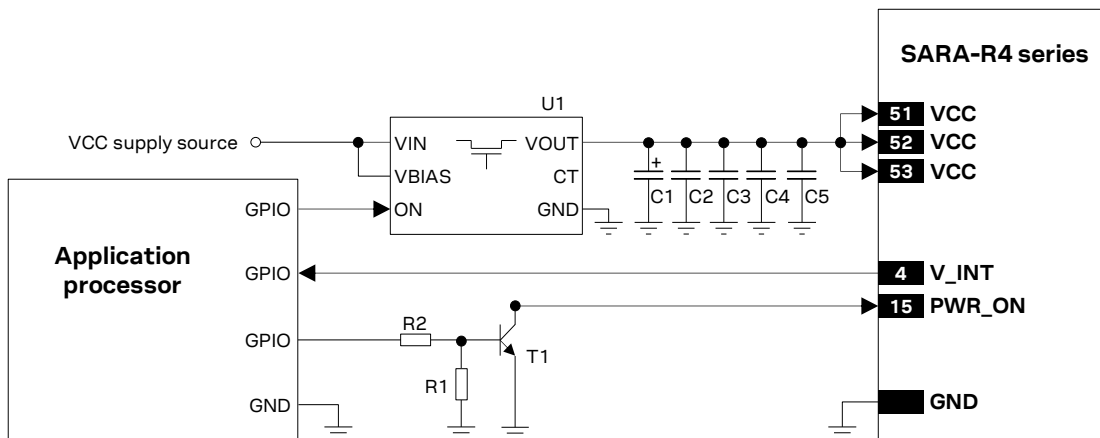 SARA-R4 series
U1
51 VCC
VCC supply source
VIN
VOUT
52 VCC
VBIAS
CT
+
53 VCC
C1
C2
C3
C4
C5
GPIO
ON
GND
Application
processor
GPIO
4 V_INT
15 PWR_ON
R2
GPIO
T1
R1
GND
GND